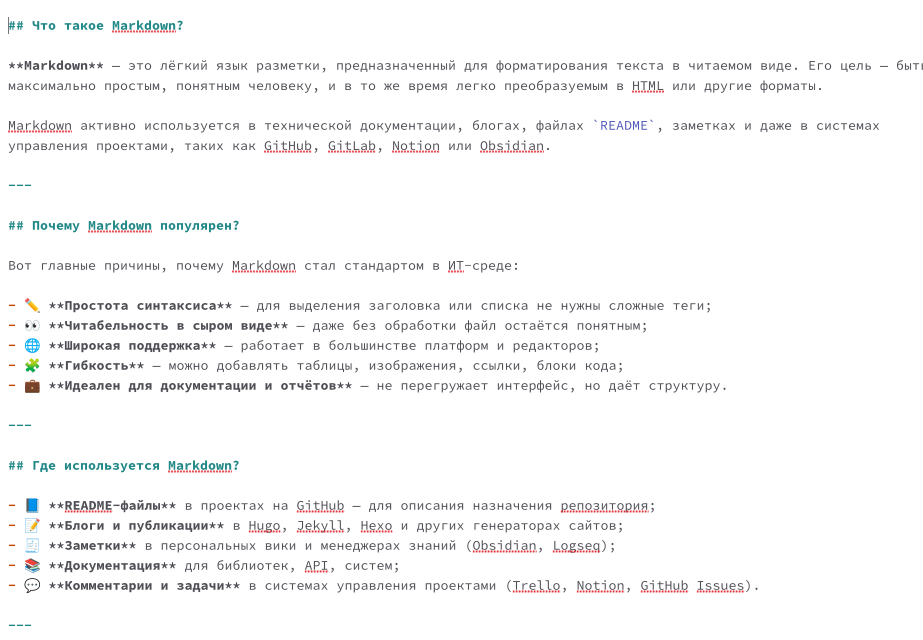 ## Что такое Markdown?
**Markdown** — это лёгкий язык разметки, предназначенный для форматирования текста в читаемом виде. Его цель — быть
максимально простым, понятным человеку, и в то же время легко преобразуемым в HTML или другие форматы.
Markdown активно используется в технической документации, блогах, файлах `README`, заметках и даже в системах
управления проектами, таких как GitHub, GitLab, Notion или Obsidian.
---
## Почему Markdown популярен?
Вот главные причины, почему Markdown стал стандартом в ИТ-среде:
- ✏️ **Простота синтаксиса** — для выделения заголовка или списка не нужны сложные теги;
- 👀 **Читабельность в сыром виде** — даже без обработки файл остаётся понятным;
- 🌐 **Широкая поддержка** — работает в большинстве платформ и редакторов;
- 🧩 **Гибкость** — можно добавлять таблицы, изображения, ссылки, блоки кода;
- 💼 **Идеален для документации и отчётов** — не перегружает интерфейс, но даёт структуру.
---
## Где используется Markdown?
- 📘 **README-файлы** в проектах на GitHub — для описания назначения репозитория;
- 📝 **Блоги и публикации** в Hugo, Jekyll, Hexo и других генераторах сайтов;
- 🧾 **Заметки** в персональных вики и менеджерах знаний (Obsidian, Logseq);
- 📚 **Документация** для библиотек, API, систем;
- 💬 **Комментарии и задачи** в системах управления проектами (Trello, Notion, GitHub Issues).
---